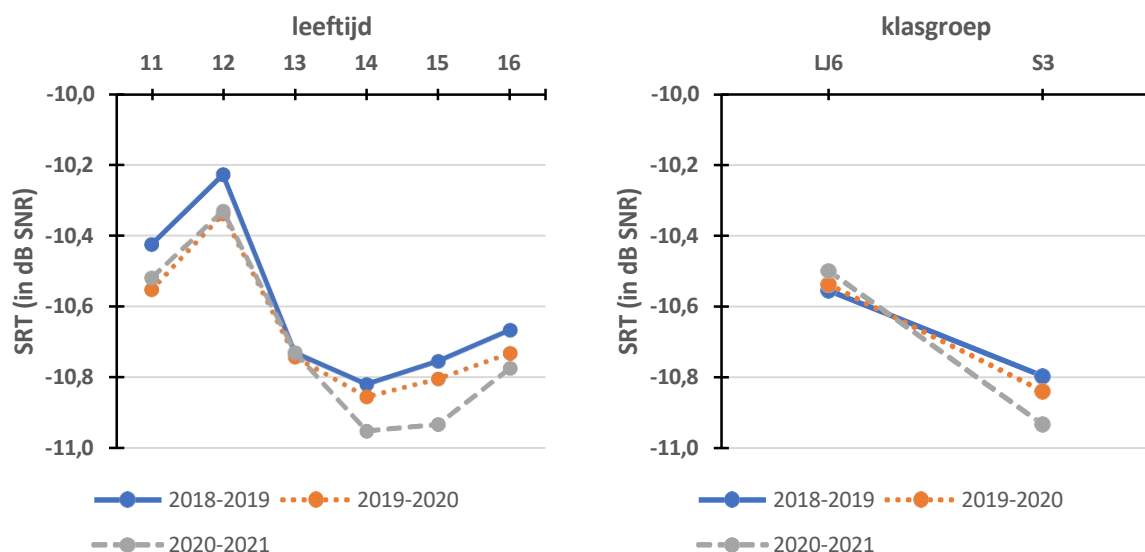 leeftijd
11 12 13 14 15 16
-10,0
-10,2
-10,4
-10,6
-10,8
-11,0
SRT (in dB SNR)
2018-2019 2019-2020
2020-2021
klasgroep
LJ6 S3
-10,0
-10,2
-10,4
-10,6
-10,8
-11,0
SRT (in dB SNR)
2018-2019 2019-2020
2020-2021